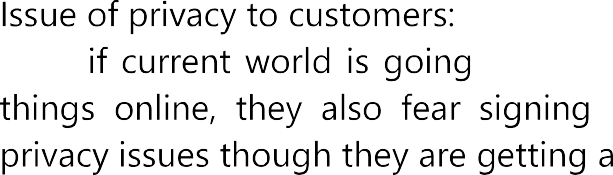 Issue of privacy to customers:
if current world is going
things online, they also fear signing
privacy issues though they are getting a